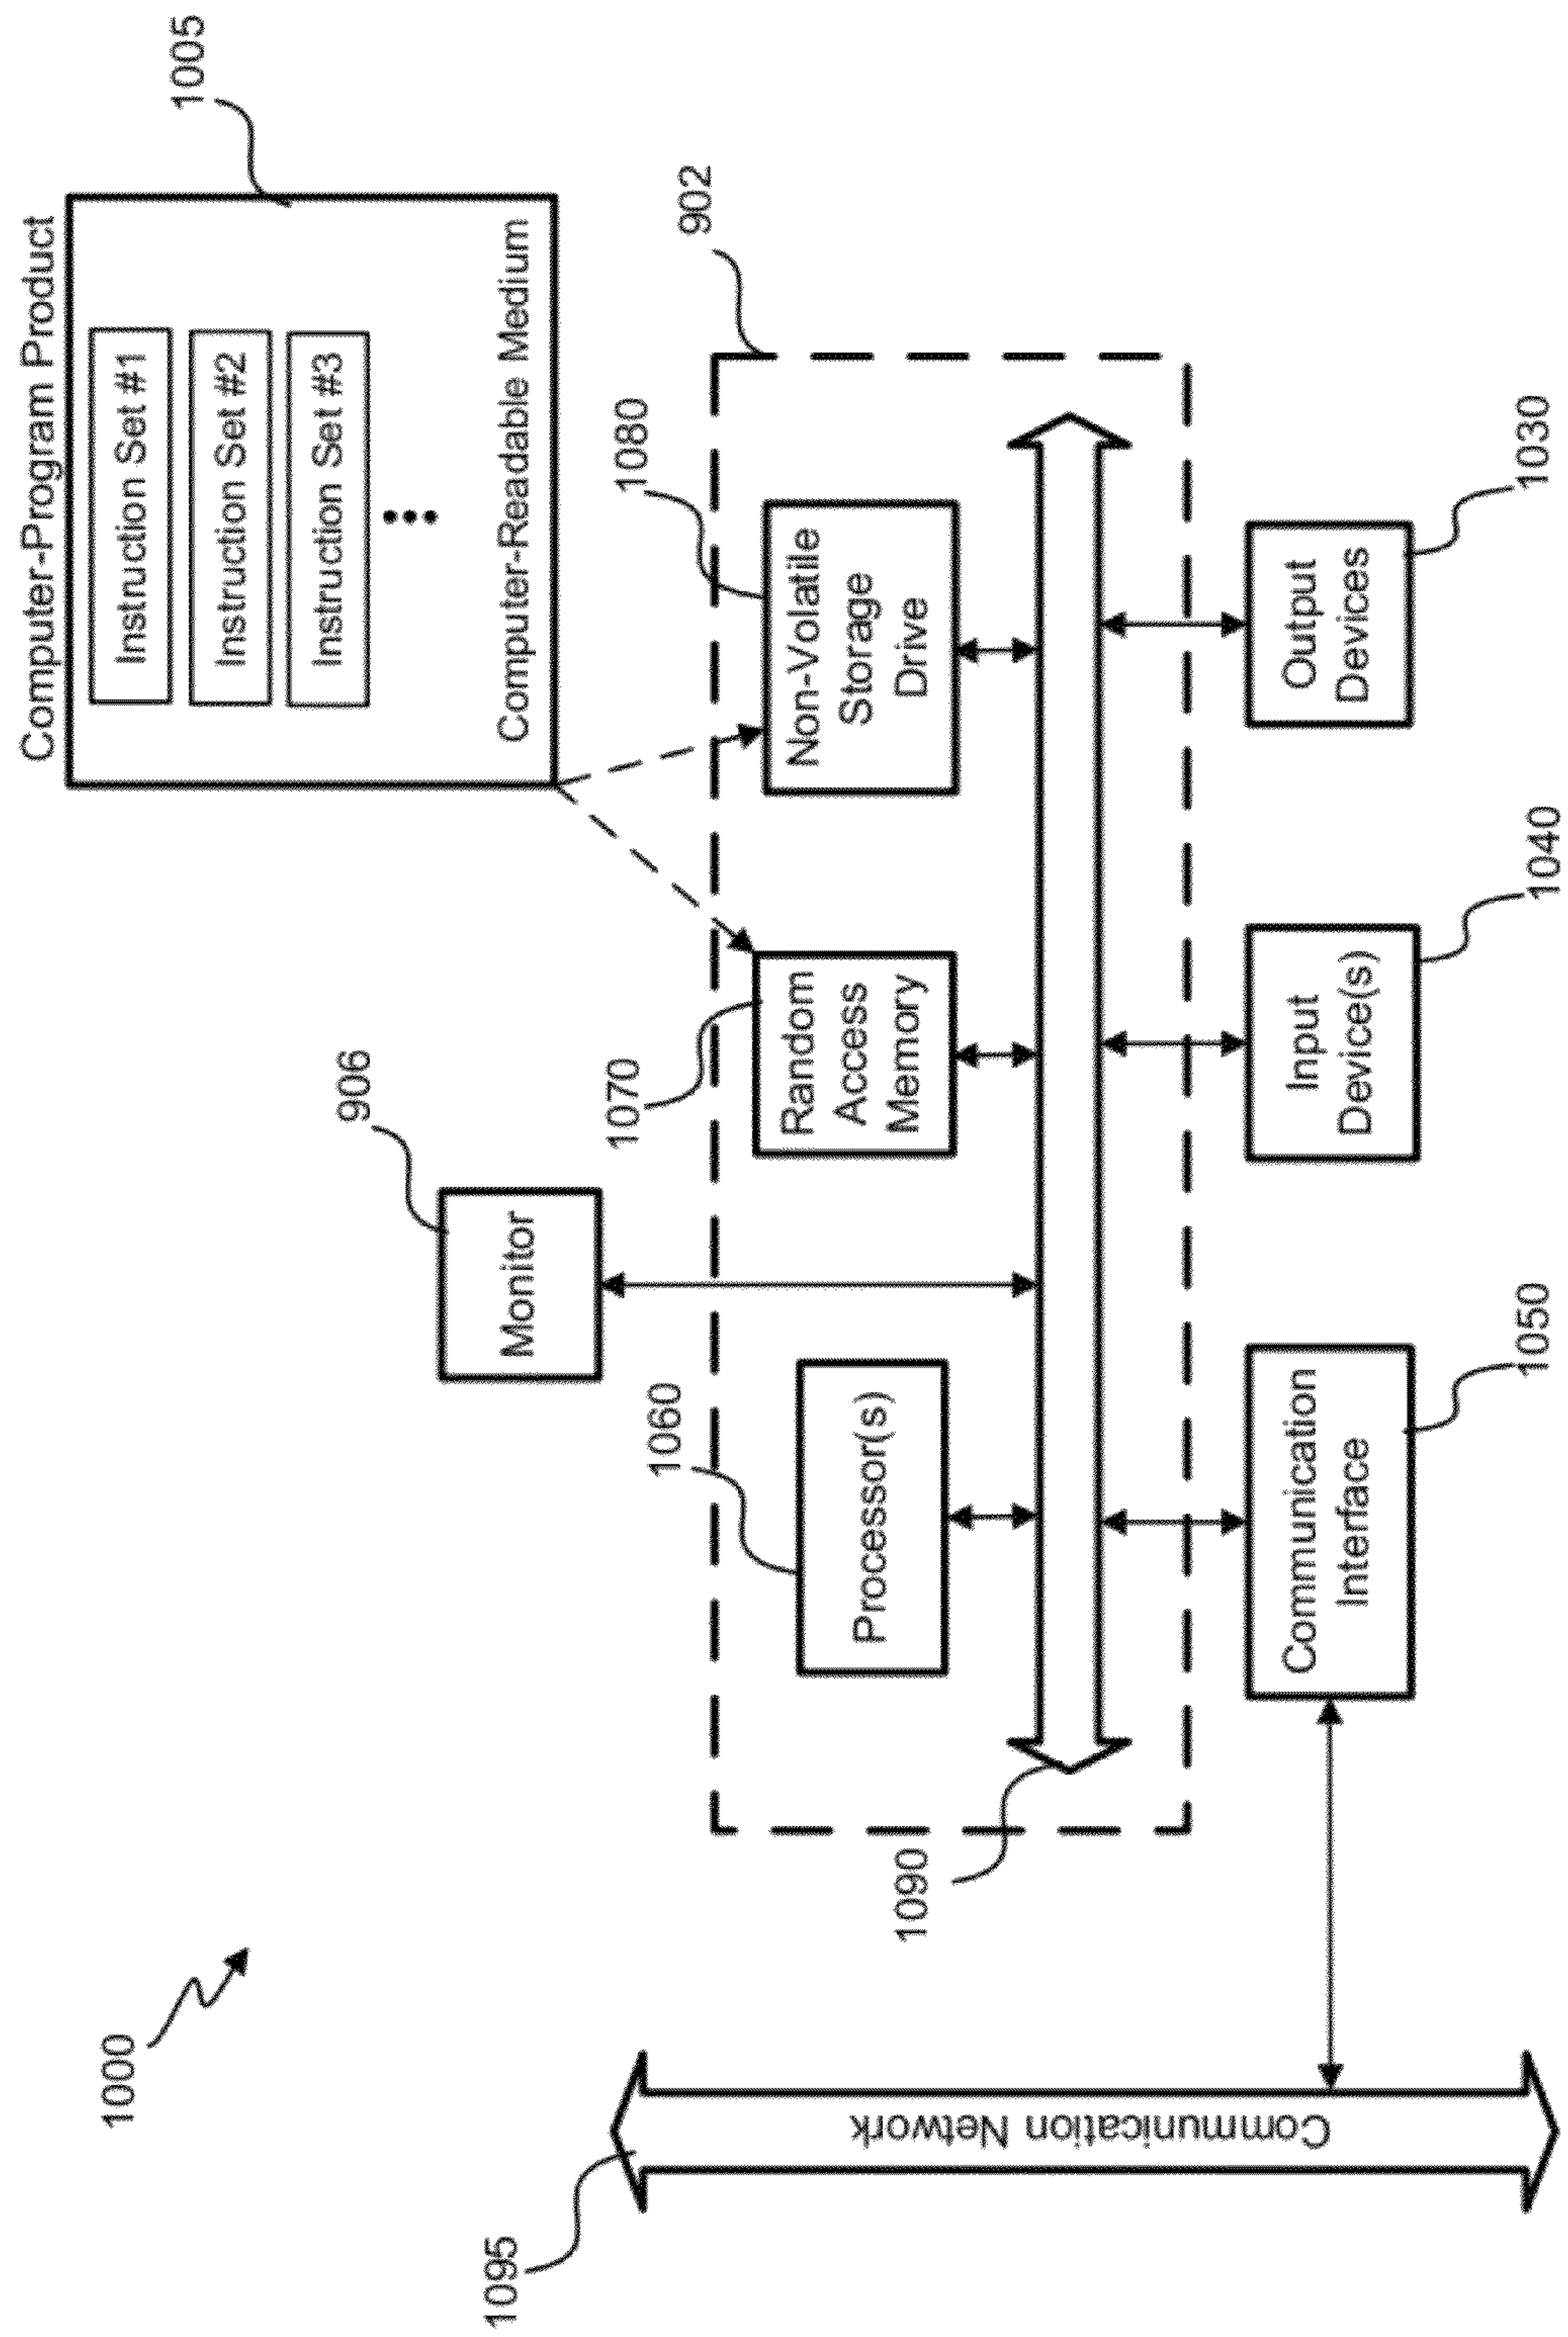 1000
Computer-Program Product
Instruction Set #1
Instruction Set #2
Instruction Set #3
Computer-Readable Medium
1005
906
Monitor
902
1060
Processor(s)
1070
Random
Access
Memory
1080
Non-Volatile
Storage
Drive
1090
1095
Communication Network
Communication
Interface
1050
Input
Device(s)
1040
Output
Devices
1030